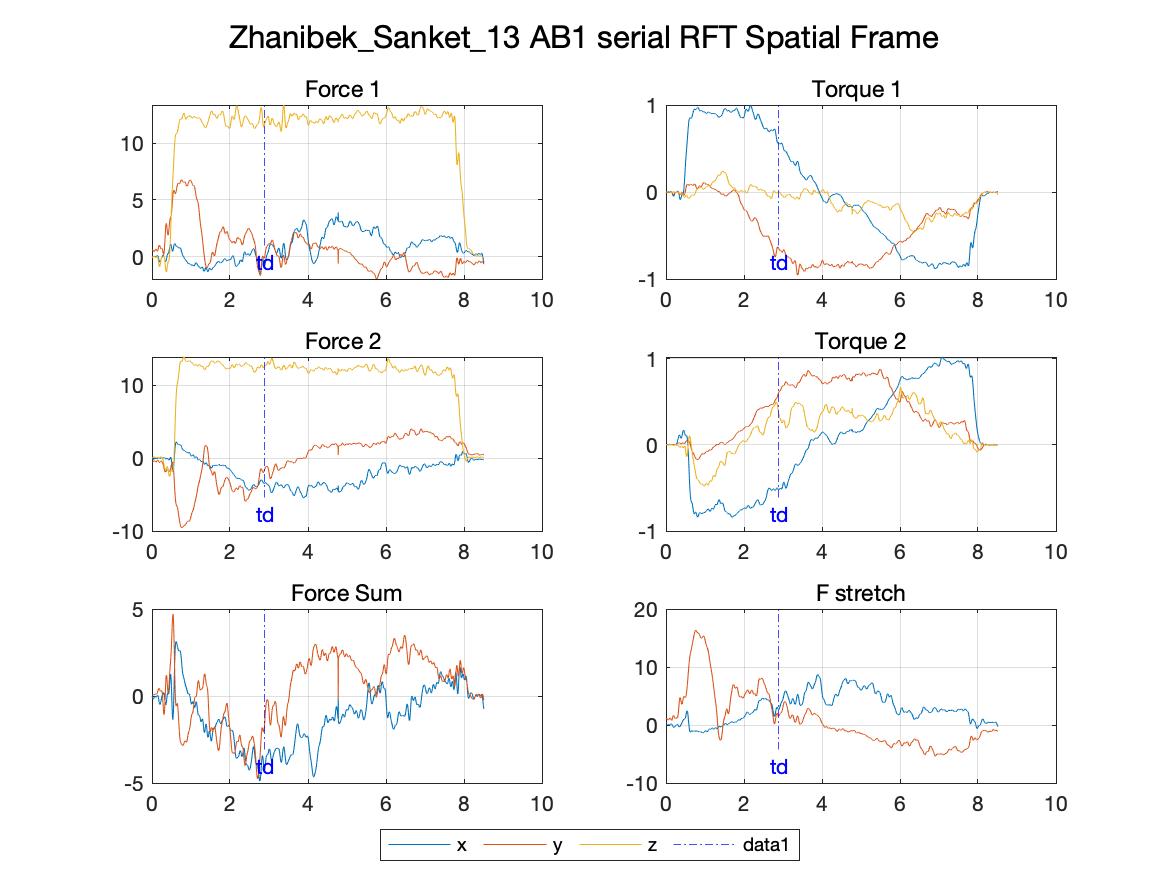 Zhanibek_Sanket_13 AB1 serial RFT Spatial Frame
Force 1
10
5
0
td
0 2 4 6 8 10
Torque 1
1
0
-1
td
0 2 4 6 8 10
Force 2
10
0
-10
td
0 2 4 6 8 10
Torque 2
1
0
-1
td
0 2 4 6 8 10
Force Sum
5
0
-5
td
0 2 4 6 8 10
F stretch
20
10
0
-10
td
0 2 4 6 8 10
x y z data1